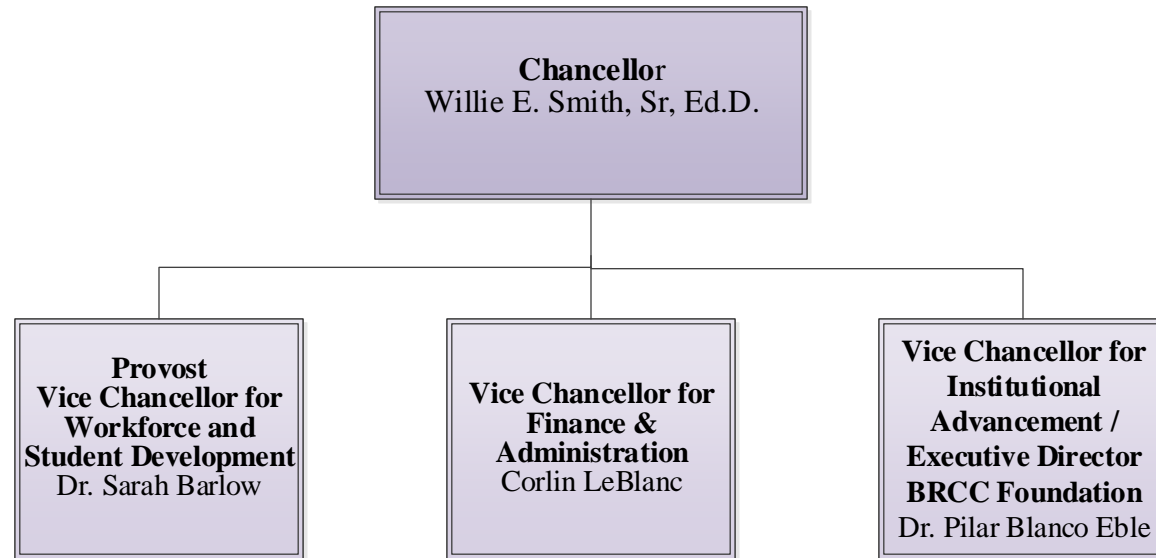 Chancellor
Willie E. Smith, Sr, Ed.D.
Provost
Vice Chancellor for
Workforce and
Student Development
Dr. Sarah Barlow
Vice Chancellor for
Finance &
Administration
Corlin LeBlanc
Vice Chancellor for
Institutional
Advancement /
Executive Director
BRCC Foundation
Dr. Pilar Blanco Eble